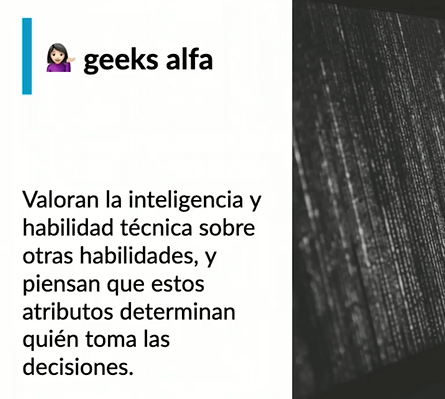 💁🏻‍♀️ geeks alfa
Valoran la inteligencia y
habilidad técnica sobre
otras habilidades, y
piensan que estos
atributos determinan
quién toma las
decisiones.